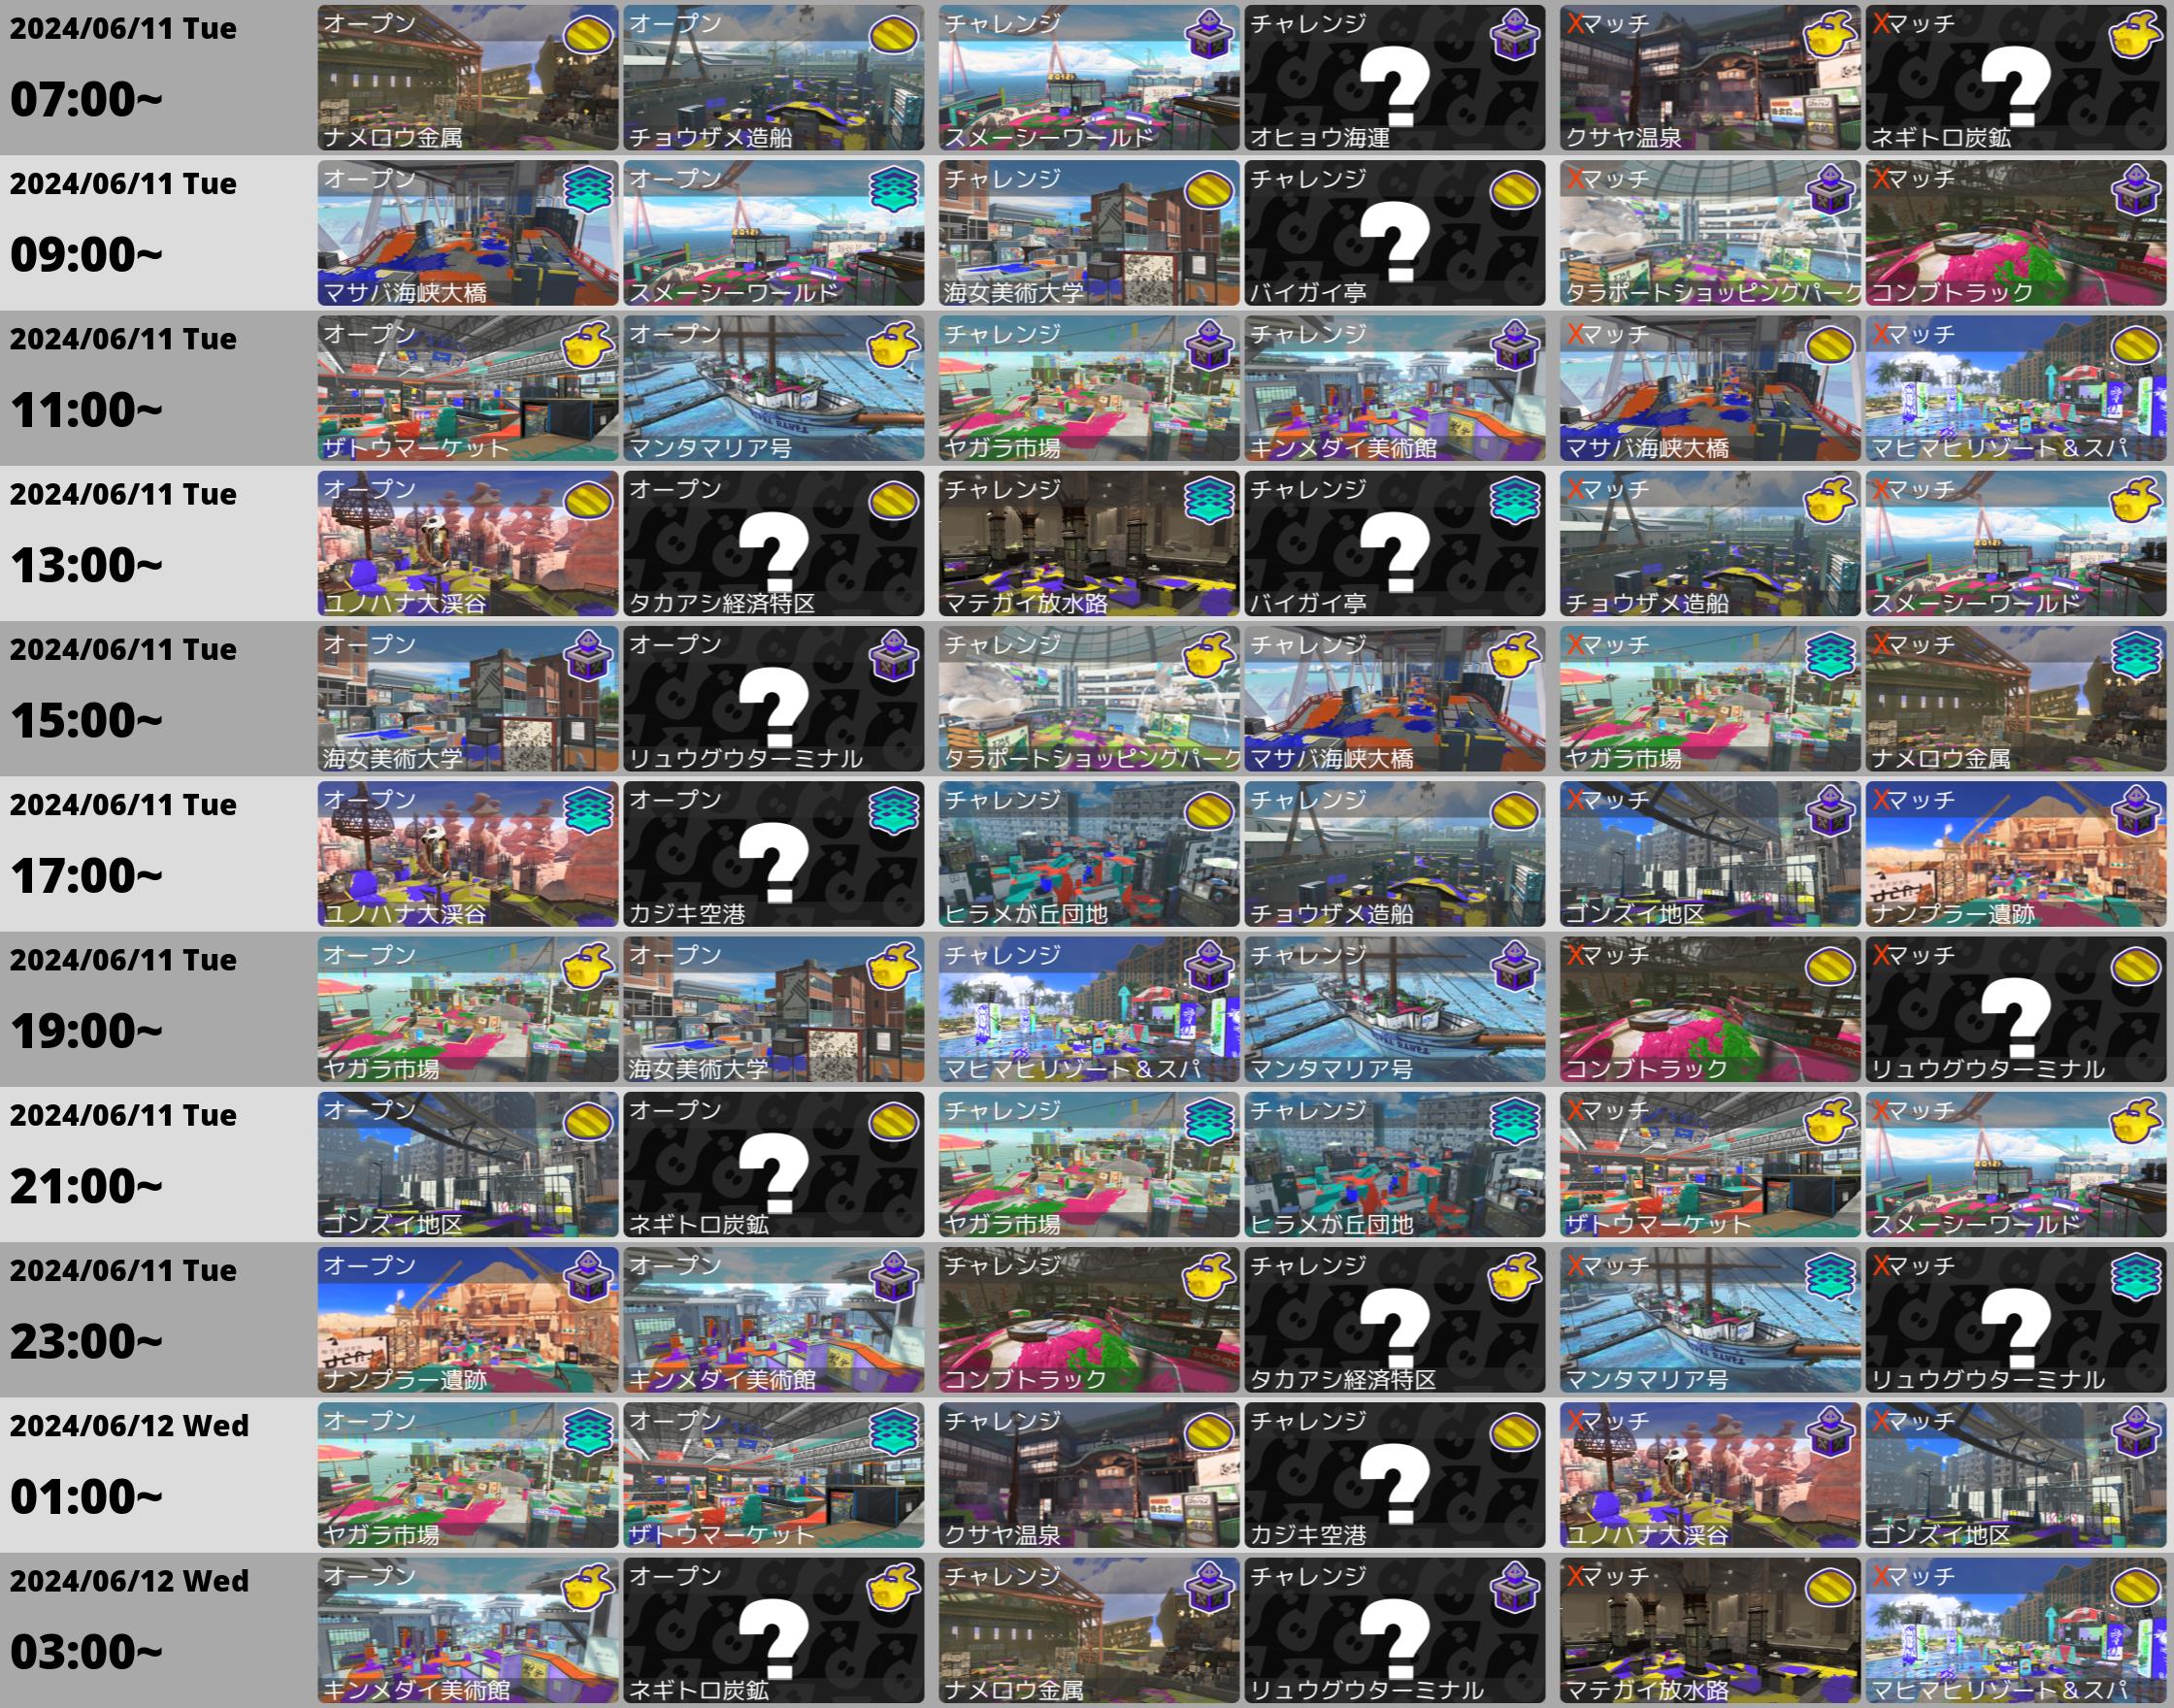 2024/06/11 Tue
07:00~
オープン
ナメロウ金属
オープン
チョウザメ造船
チャレンジ
スメーシーワールド
チャレンジ
オヒョウ海運
Xマッチ
クサヤ温泉
Xマッチ
ネギトロ炭鉱
2024/06/11 Tue
09:00~
オープン
マサバ海峡大橋
オープン
スメーシーワールド
チャレンジ
海女美術大学
チャレンジ
バイガイ亭
Xマッチ
タラポートショッピングパーク
Xマッチ
コンブトラック
2024/06/11 Tue
11:00~
オープン
ザトウマーケット
オープン
マンタマリア号
チャレンジ
ヤガラ市場
チャレンジ
キンメダイ美術館
Xマッチ
マサバ海峡大橋
Xマッチ
マヒマヒリゾート&スパ
2024/06/11 Tue
13:00~
オープン
ユノハナ大渓谷
オープン
タカアシ経済特区
チャレンジ
マテガイ放水路
チャレンジ
バイガイ亭
Xマッチ
チョウザメ造船
Xマッチ
スメーシーワールド
2024/06/11 Tue
15:00~
オープン
海女美術大学
オープン
リュウグウターミナル
チャレンジ
タラポートショッピングパーク
チャレンジ
マサバ海峡大橋
Xマッチ
ヤガラ市場
Xマッチ
ナメロウ金属
2024/06/11 Tue
17:00~
オープン
ユノハナ大渓谷
オープン
カジキ空港
チャレンジ
ヒラメが丘団地
チャレンジ
チョウザメ造船
Xマッチ
ゴンズイ地区
Xマッチ
ナンプラー遺跡
2024/06/11 Tue
19:00~
オープン
ヤガラ市場
オープン
海女美術大学
チャレンジ
マヒマヒリゾート&スパ
チャレンジ
マンタマリア号
Xマッチ
コンブトラック
Xマッチ
リュウグウターミナル
2024/06/11 Tue
21:00~
オープン
ゴンズイ地区
オープン
ネギトロ炭鉱
チャレンジ
ヤガラ市場
チャレンジ
ヒラメが丘団地
Xマッチ
ザトウマーケット
Xマッチ
スメーシーワールド
2024/06/11 Tue
23:00~
オープン
ナンプラー遺跡
オープン
キンメダイ美術館
チャレンジ
コンブトラック
チャレンジ
タカアシ経済特区
Xマッチ
マンタマリア号
Xマッチ
リュウグウターミナル
2024/06/12 Wed
01:00~
オープン
ヤガラ市場
オープン
ザトウマーケット
チャレンジ
クサヤ温泉
チャレンジ
カジキ空港
Xマッチ
ユノハナ大渓谷
Xマッチ
ゴンズイ地区
2024/06/12 Wed
03:00~
オープン
キンメダイ美術館
オープン
ネギトロ炭鉱
チャレンジ
ナメロウ金属
チャレンジ
リュウグウターミナル
Xマッチ
マテガイ放水路
Xマッチ
マヒマヒリゾート&スパ